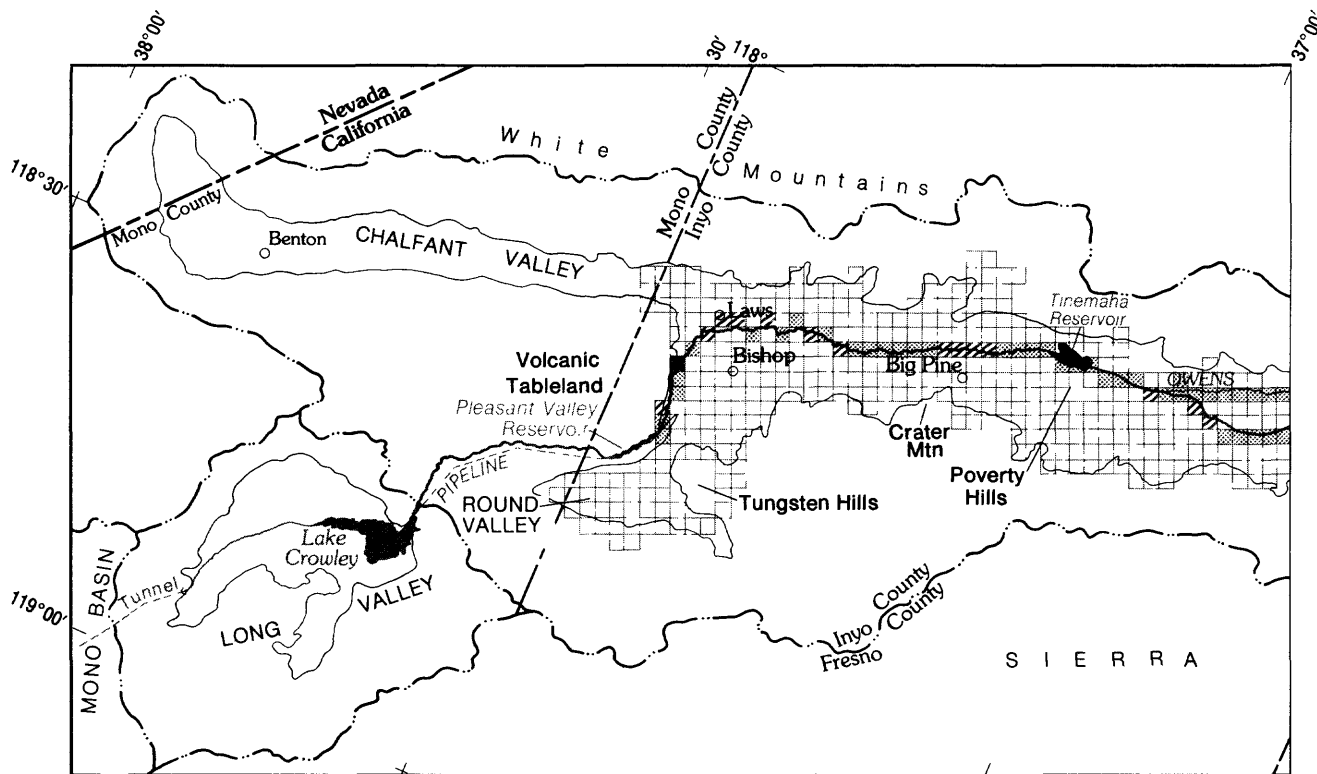 38°00′
30′
118°
37°00′
118°30′
119°00′
Nevada
California
White
Mountains
County
County
Mono
Inyo
Mono County
Benton
CHALFANT
VALLEY
Laws
Bishop
Big Pine
Tinemaha
Reservoir
OWENS
Volcanic
Tableland
Pleasant Valley
Reservoir
PIPELINE
ROUND
VALLEY
Tungsten Hills
Crater
Mtn
Poverty
Hills
Lake
Crowley
Tunnel
MONO BASIN
LONG
VALLEY
Inyo County
Fresno County
SIERRA